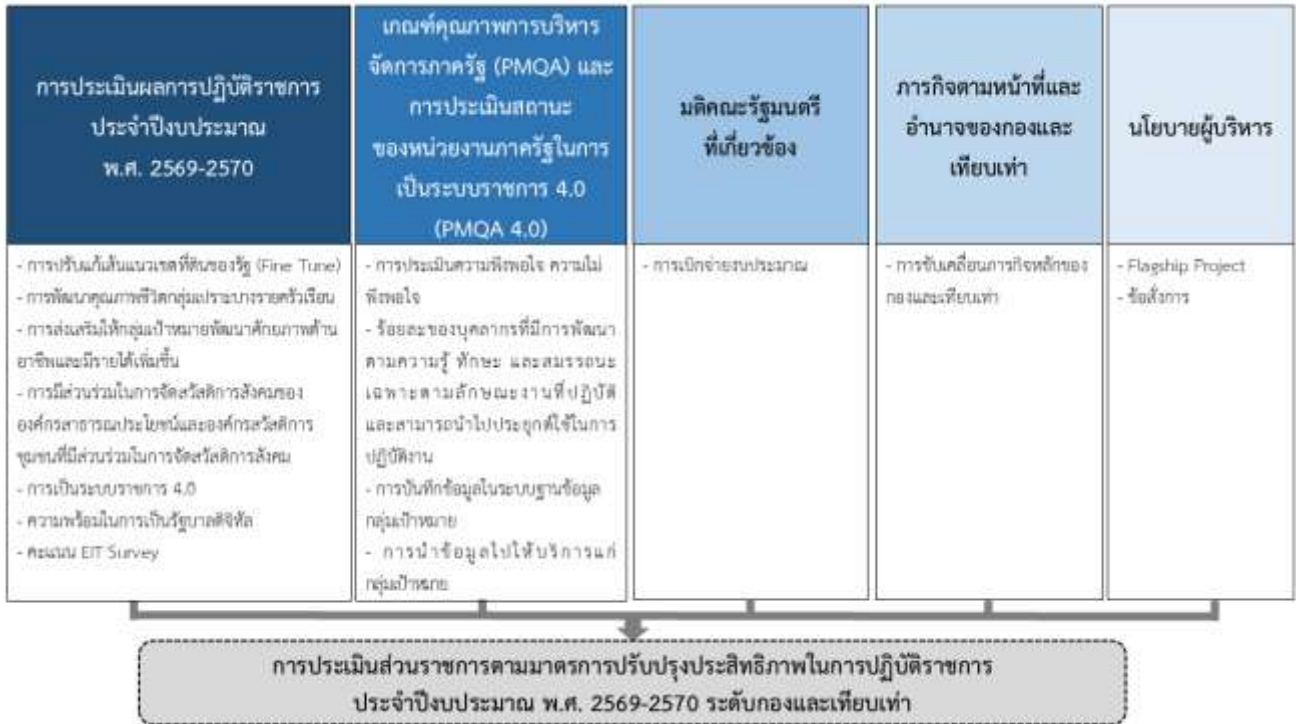 การประเมินผลการปฏิบัติราชการ
ประจำปีงบประมาณ
พ.ศ. 2569-2570
- การปรับแก้เส้นแนวเขตที่ดินของรัฐ (Fine Tune)
- การพัฒนาคุณภาพชีวิตกลุ่มเปราะบางรายครัวเรือน
- การส่งเสริมให้กลุ่มเป้าหมายพัฒนาศักยภาพด้าน
อาชีพและมีรายได้เพิ่มขึ้น
- การมีส่วนร่วมในการจัดสวัสดิการสังคมของ
องค์กรสาธารณประโยชน์และองค์กรสวัสดิการ
ชุมชนที่มีส่วนร่วมในการจัดสวัสดิการสังคม
- การเป็นระบบราชการ 4.0
- ความพร้อมในการเป็นรัฐบาลดิจิทัล
- คะแนน EIT Survey
เกณฑ์คุณภาพการบริหาร
จัดการภาครัฐ (PMQA) และ
การประเมินสถานะ
ของหน่วยงานภาครัฐในการ
เป็นระบบราชการ 4.0
(PMQA 4.0)
- การประเมินความพึงพอใจ ความไม่
พึงพอใจ
- ร้อยละของบุคลากรที่มีการพัฒนา
ตามความรู้ ทักษะ และสมรรถนะ
เฉพาะตามลักษณะงานที่ปฏิบัติ
และสามารถนำไปประยุกต์ใช้ในการ
ปฏิบัติงาน
- การบันทึกข้อมูลในระบบฐานข้อมูล
กลุ่มเป้าหมาย
- การนำข้อมูลไปให้บริการแก่
กลุ่มเป้าหมาย
มติคณะรัฐมนตรี
ที่เกี่ยวข้อง
- การเบิกจ่ายงบประมาณ
ภารกิจตามหน้าที่และ
อำนาจของกองและ
เทียบเท่า
- การขับเคลื่อนภารกิจหลักของ
กองและเทียบเท่า
นโยบายผู้บริหาร
- Flagship Project
- ข้อสั่งการ
การประเมินส่วนราชการตามมาตรการปรับปรุงประสิทธิภาพในการปฏิบัติราชการ
ประจำปีงบประมาณ พ.ศ. 2569-2570 ระดับกองและเทียบเท่า